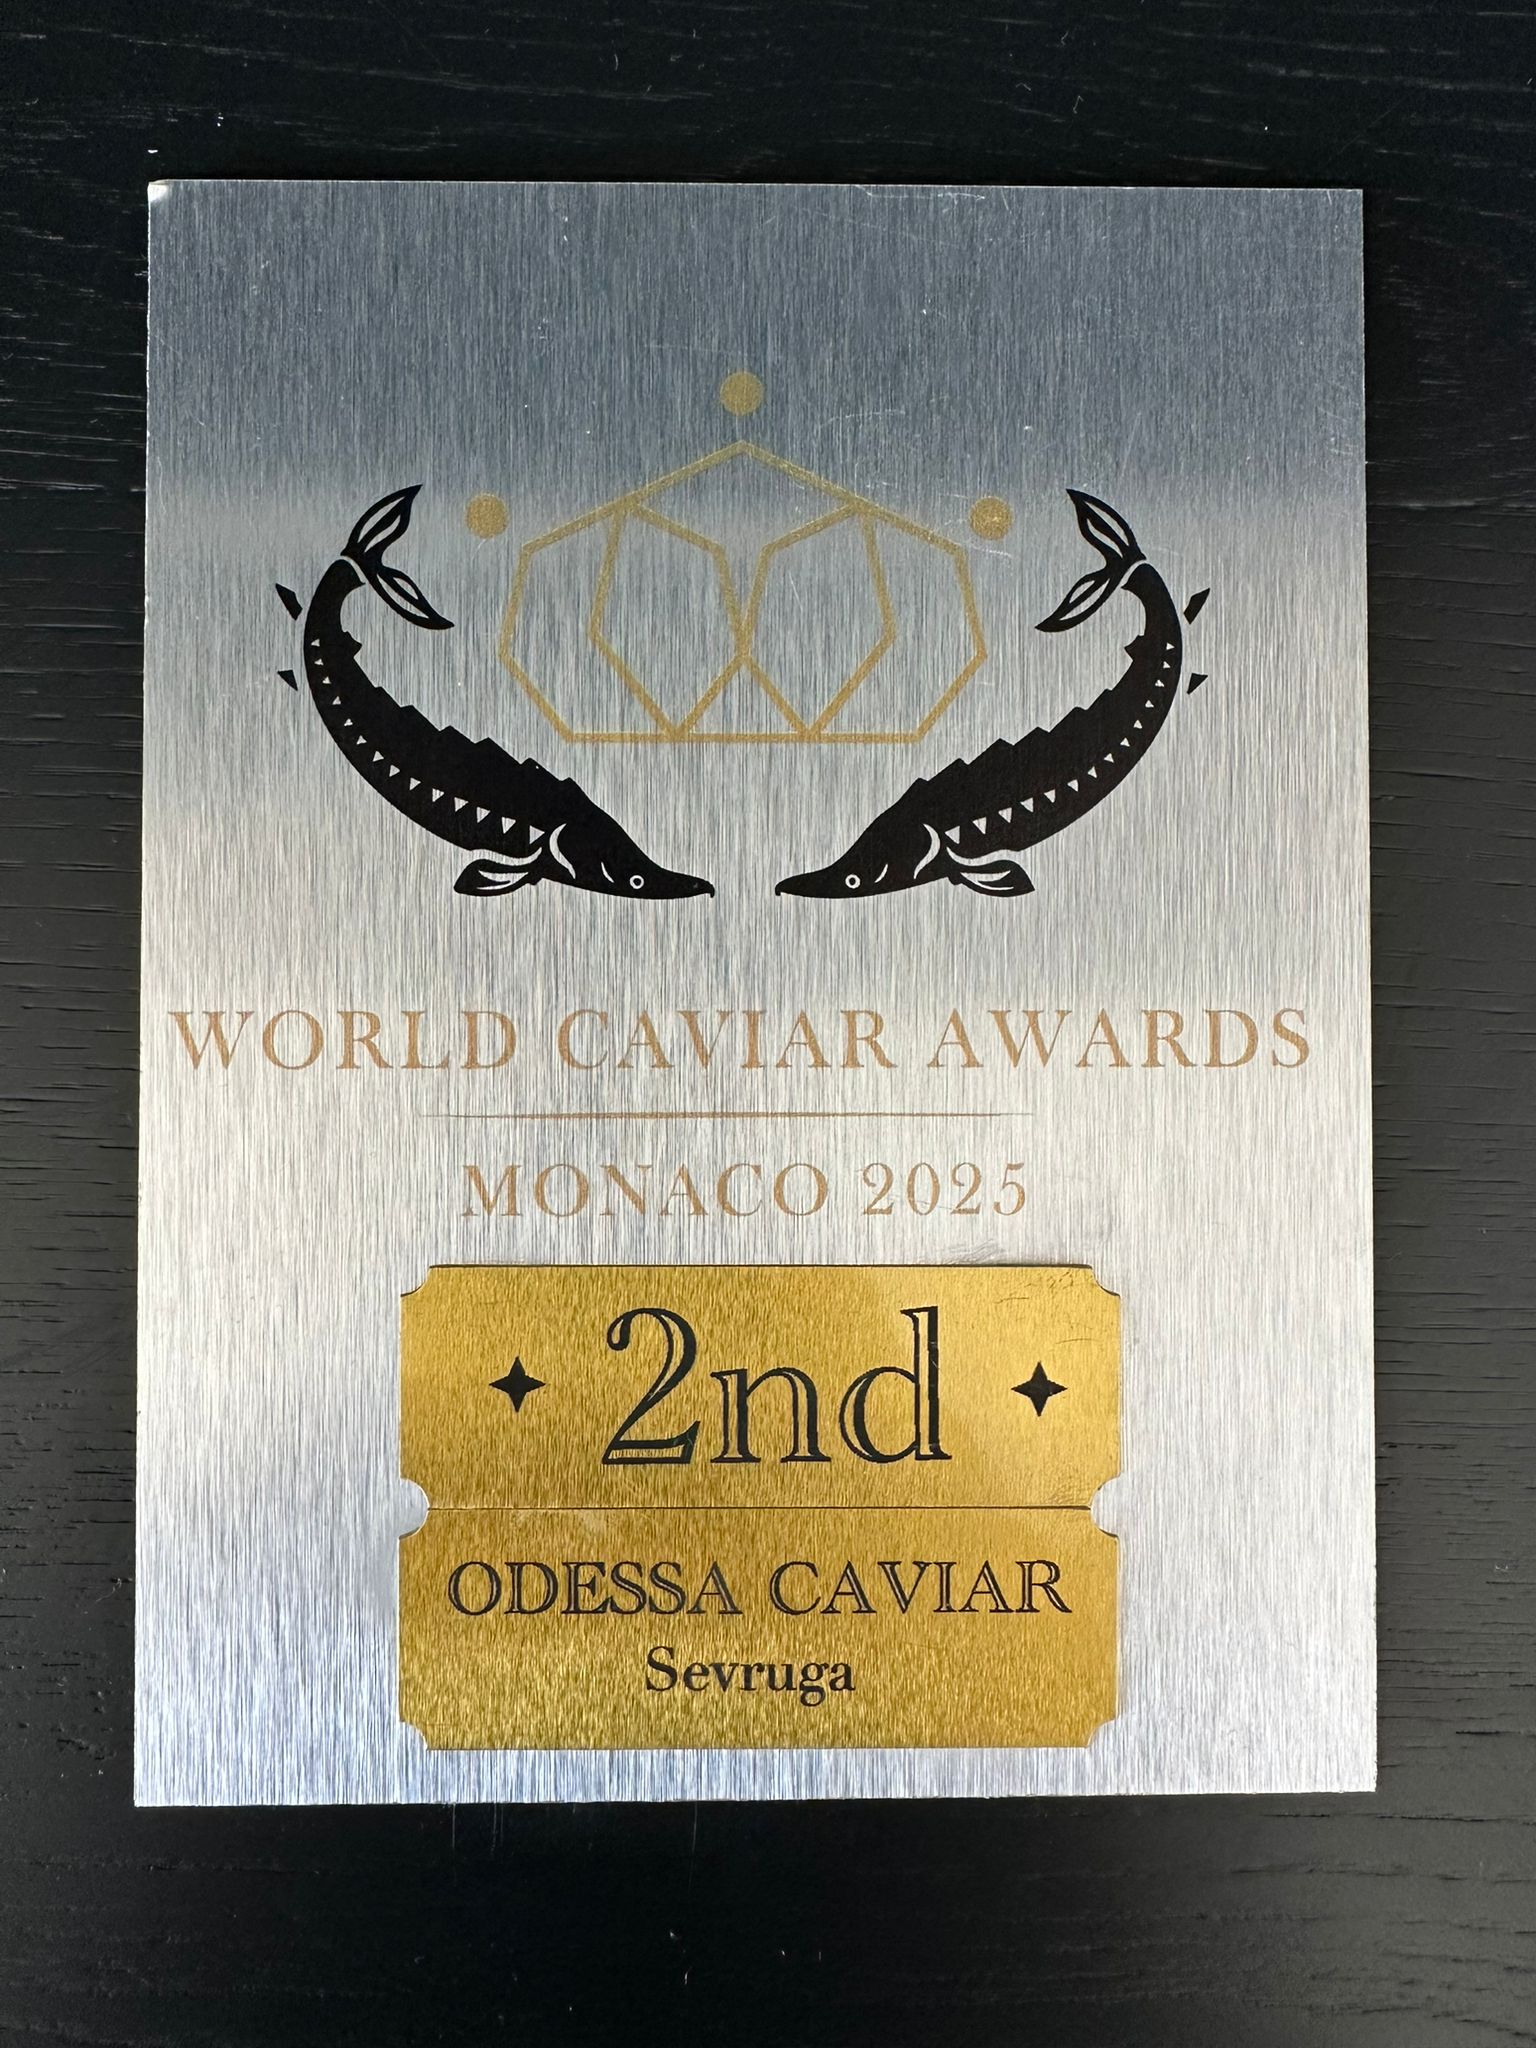 WORLD CAVIAR AWARDS
MONACO 2025
2nd
ODESSA CAVIAR
Sevruga